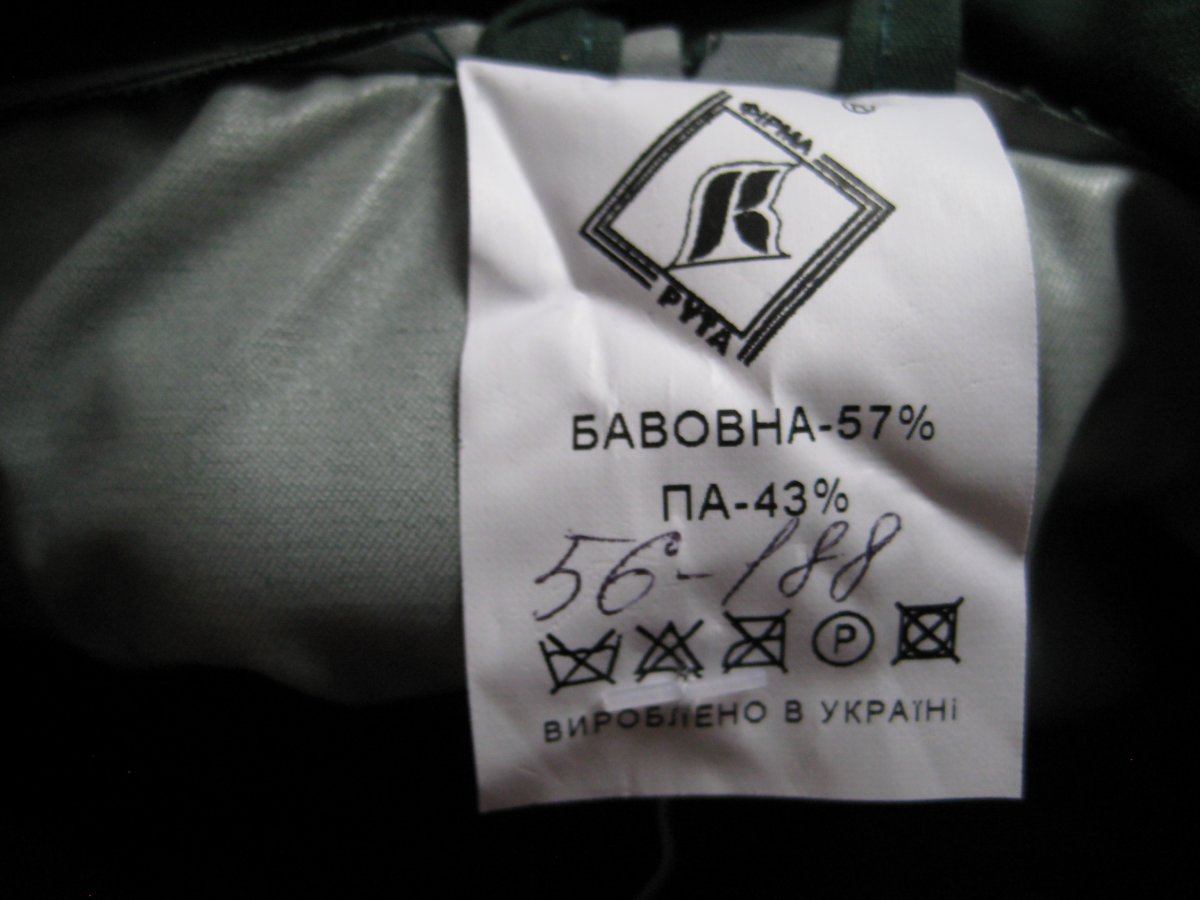 ФІРМА
РУТА
БАВОВНА-57%
ПА-43%
56-188
P
ВИРОБЛЕНО В УКРАЇНІ